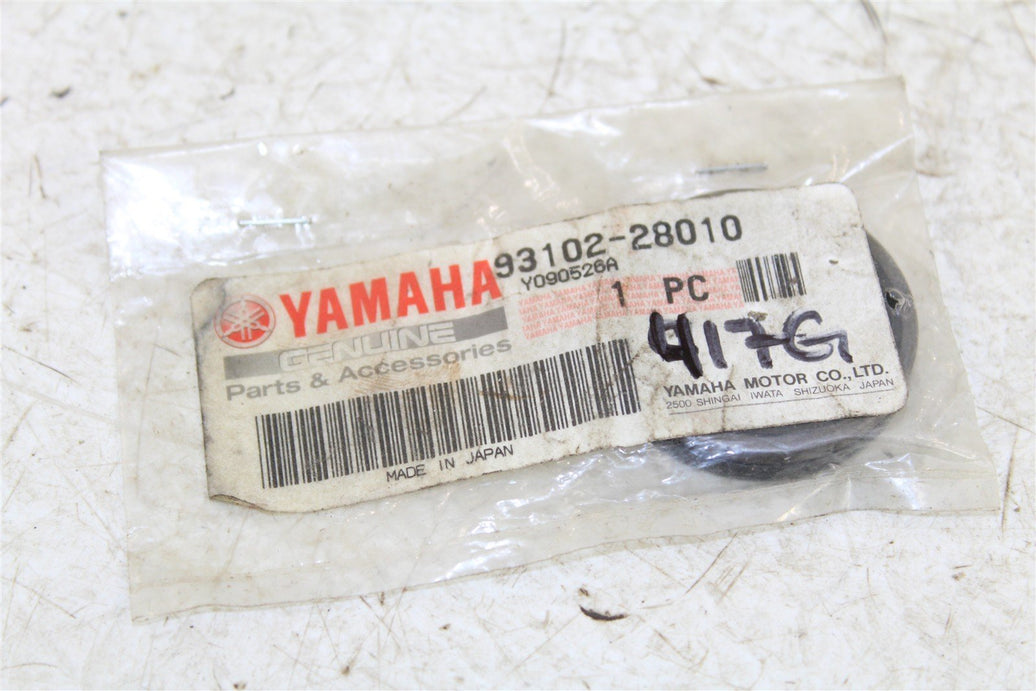 93102-28010
Y090526A
YAMAHA
GENUINE
Parts & Accessories
1 PC
417G
YAMAHA MOTOR CO.,LTD.
2500 SHINGAI IWATA SHIZUOKA JAPAN
MADE IN JAPAN